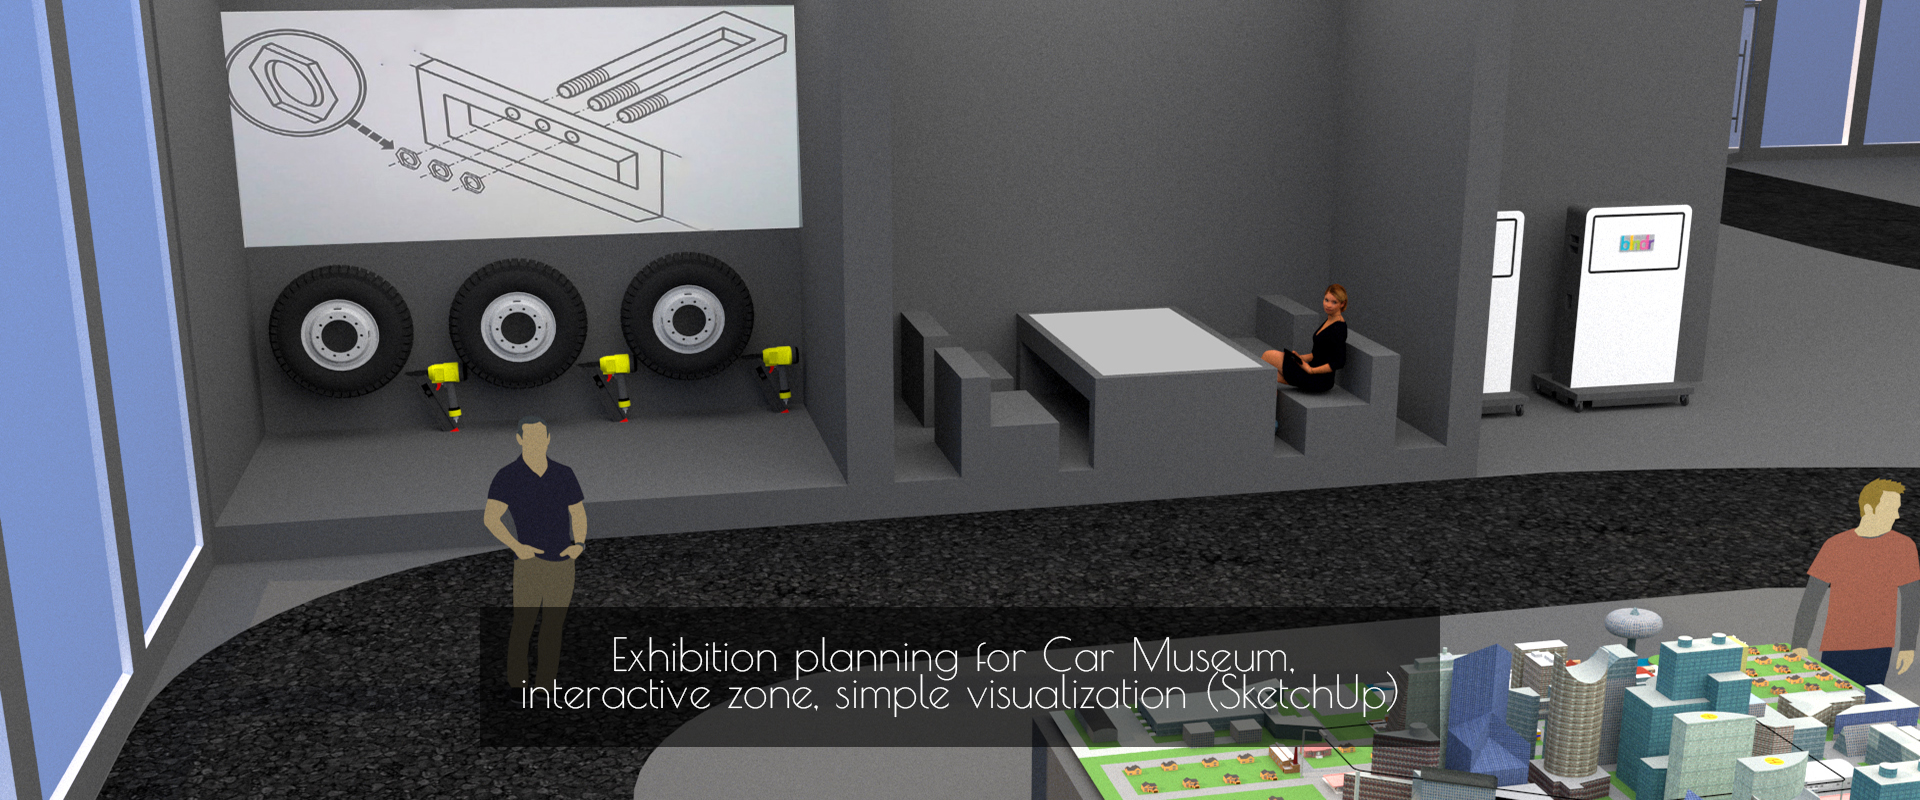 Exhibition planning for Car Museum,
interactive zone, simple visualization (SketchUp)